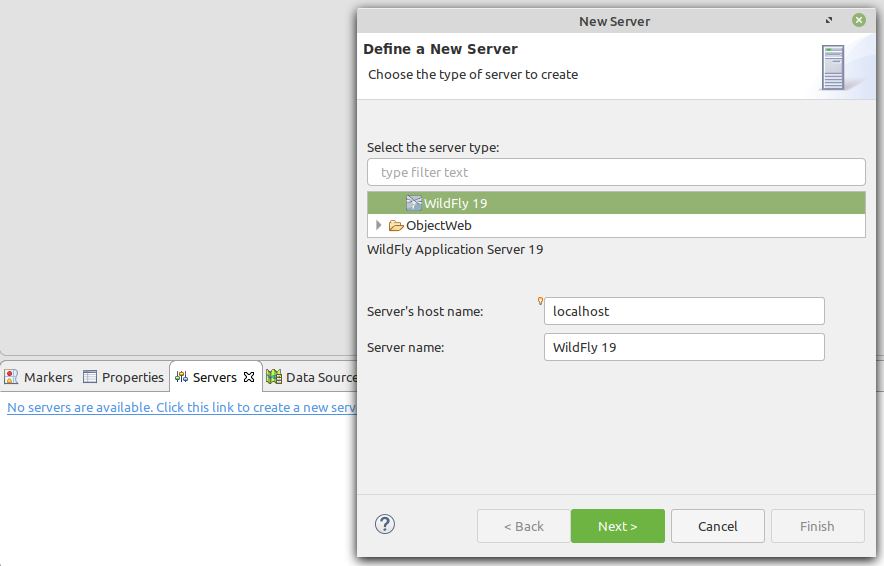 New Server
Define a New Server
Choose the type of server to create
Select the server type:
type filter text
WildFly 19
ObjectWeb
WildFly Application Server 19
Server's host name:
localhost
Server name:
WildFly 19
Markers
Properties
Servers
Data Source
No servers are available. Click this link to create a new serv
?
< Back
Next >
Cancel
Finish